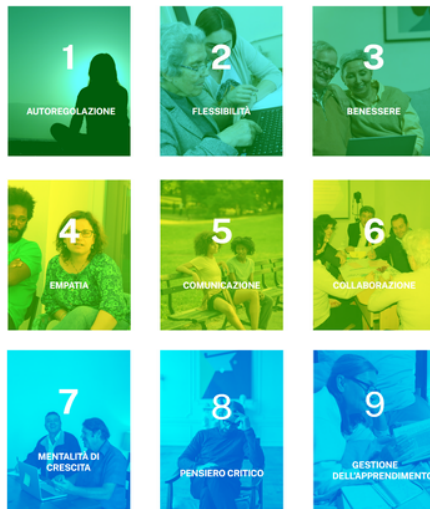 1
AUTOREGOLAZIONE
2
FLESSIBILITÀ
3
BENESSERE
4
EMPATIA
5
COMUNICAZIONE
6
COLLABORAZIONE
7
MENTALITÀ DI
CRESCITA
8
PENSIERO CRITICO
9
GESTIONE
DELL'APPRENDIMENTO